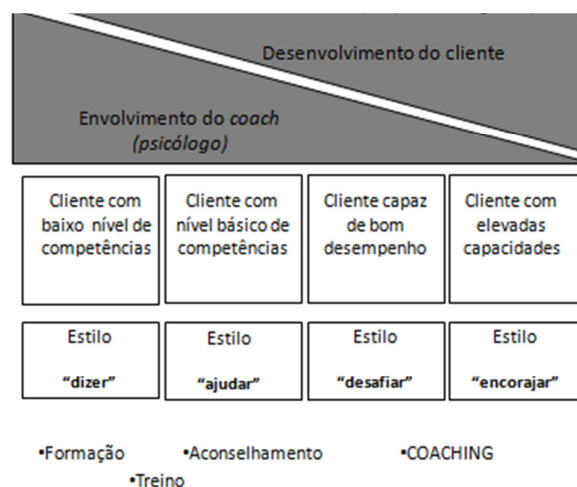 Desenvolvimento do cliente
Envolvimento do coach
(psicólogo)
Cliente com
baixo nível de
competências
Cliente com
nível básico de
competências
Cliente capaz
de bom
desempenho
Cliente com
elevadas
capacidades
Estilo
“dizer”
Estilo
“ajudar”
Estilo
“desafiar”
Estilo
“encorajar”
•Formação
•Aconselhamento
•COACHING
•Treino